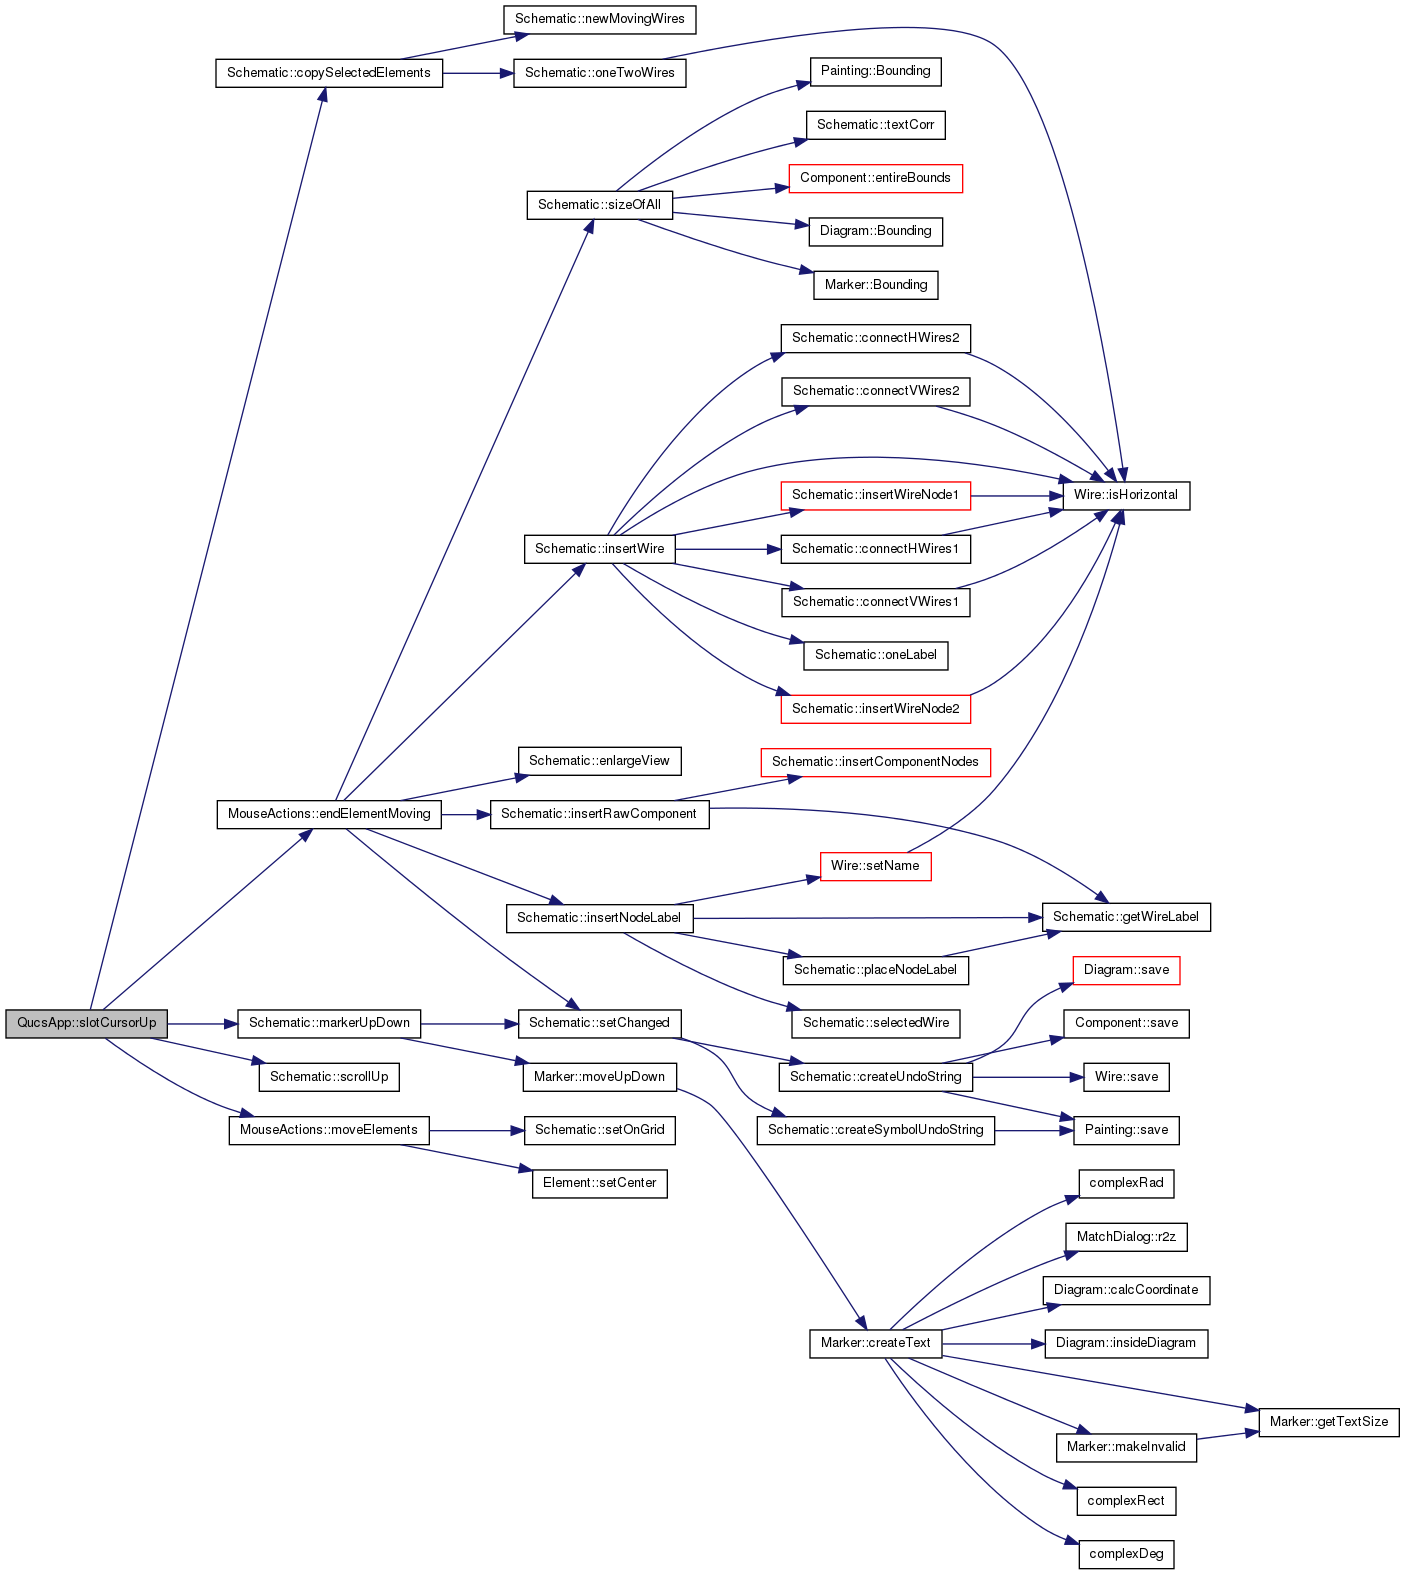 Schematic::newMovingWires
Schematic::copySelectedElements
Schematic::oneTwoWires
Painting::Bounding
Schematic::textCorr
Component::entireBounds
Schematic::sizeOfAll
Diagram::Bounding
Marker::Bounding
Schematic::connectHWires2
Schematic::connectVWires2
Schematic::insertWireNode1
Wire::isHorizontal
Schematic::insertWire
Schematic::connectHWires1
Schematic::connectVWires1
Schematic::oneLabel
Schematic::insertWireNode2
Schematic::enlargeView
Schematic::insertComponentNodes
MouseActions::endElementMoving
Schematic::insertRawComponent
Wire::setName
Schematic::insertNodeLabel
Schematic::getWireLabel
Schematic::placeNodeLabel
Diagram::save
QucsApp::slotCursorUp
Schematic::markerUpDown
Schematic::setChanged
Schematic::selectedWire
Component::save
Schematic::scrollUp
Marker::moveUpDown
Schematic::createUndoString
Wire::save
MouseActions::moveElements
Schematic::setOnGrid
Schematic::createSymbolUndoString
Painting::save
Element::setCenter
complexRad
MatchDialog::r2z
Diagram::calcCoordinate
Marker::createText
Diagram::insideDiagram
Marker::getTextSize
Marker::makeInvalid
complexRect
complexDeg